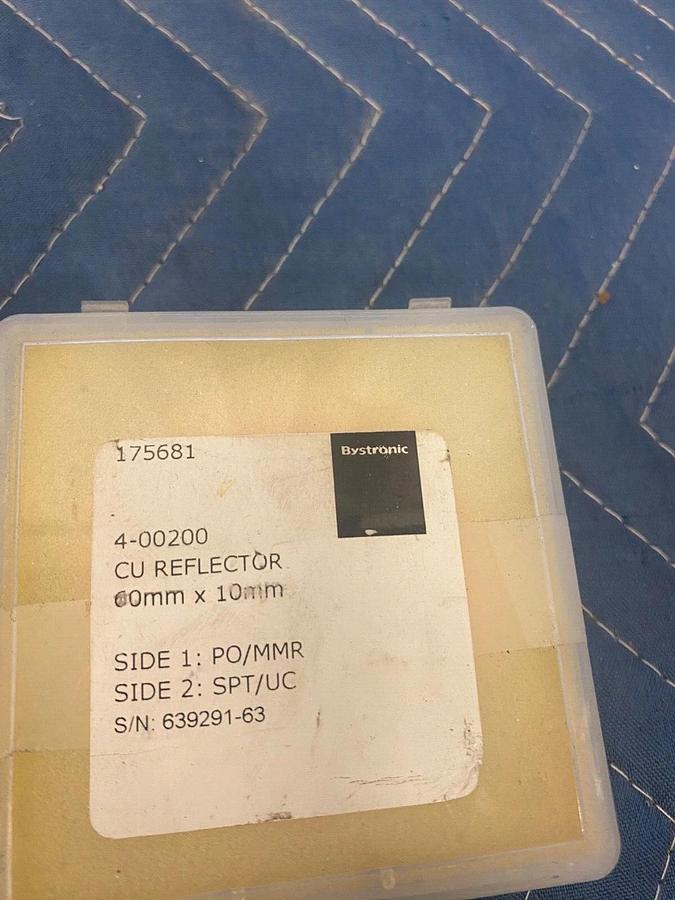 175681
Bystronic
4-00200
CU REFLECTOR
60mm x 10mm
SIDE 1: PO/MMR
SIDE 2: SPT/UC
S/N: 639291-63